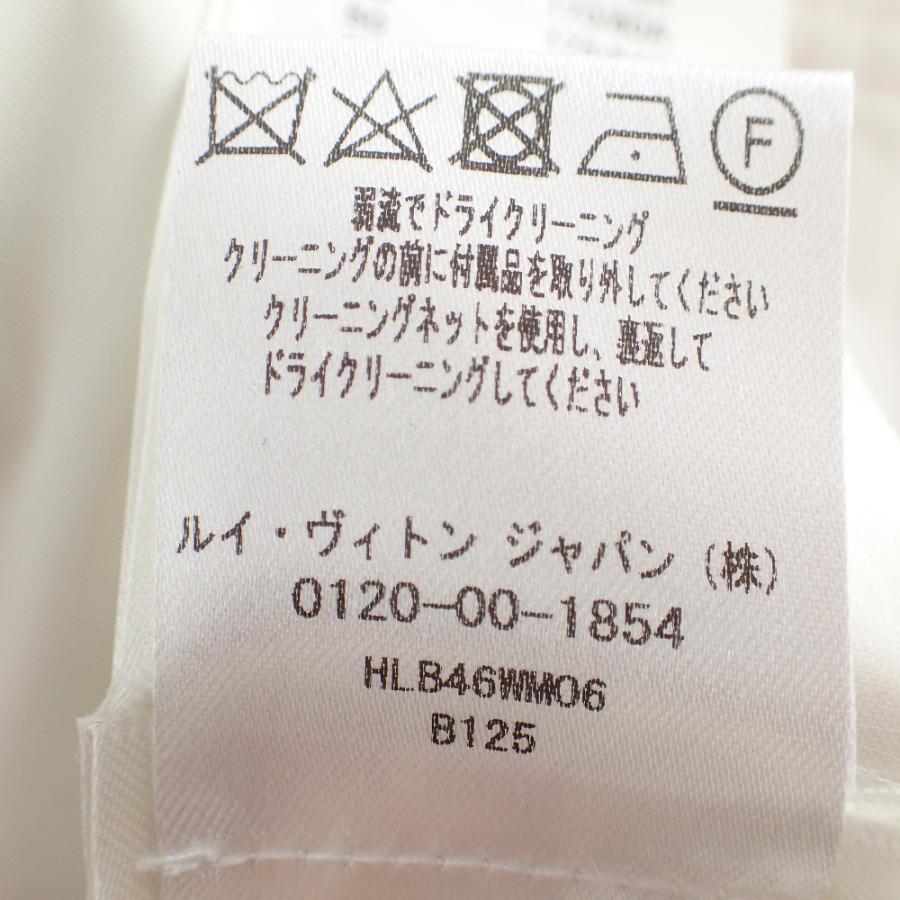 F
弱流でドライクリーニング
クリーニングの前に付属品を取り外してください
クリーニングネットを使用し、裏返して
ドライクリーニングしてください
ルイ・ヴィトン ジャパン (株)
0120-00-1854
HLB46WM06
B125